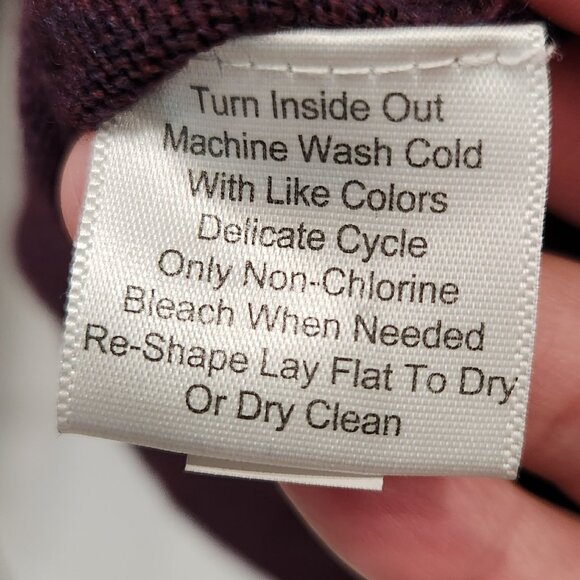 Turn Inside Out
Machine Wash Cold
With Like Colors
Delicate Cycle
Only Non-Chlorine
Bleach When Needed
Re-Shape Lay Flat To Dry
Or Dry Clean